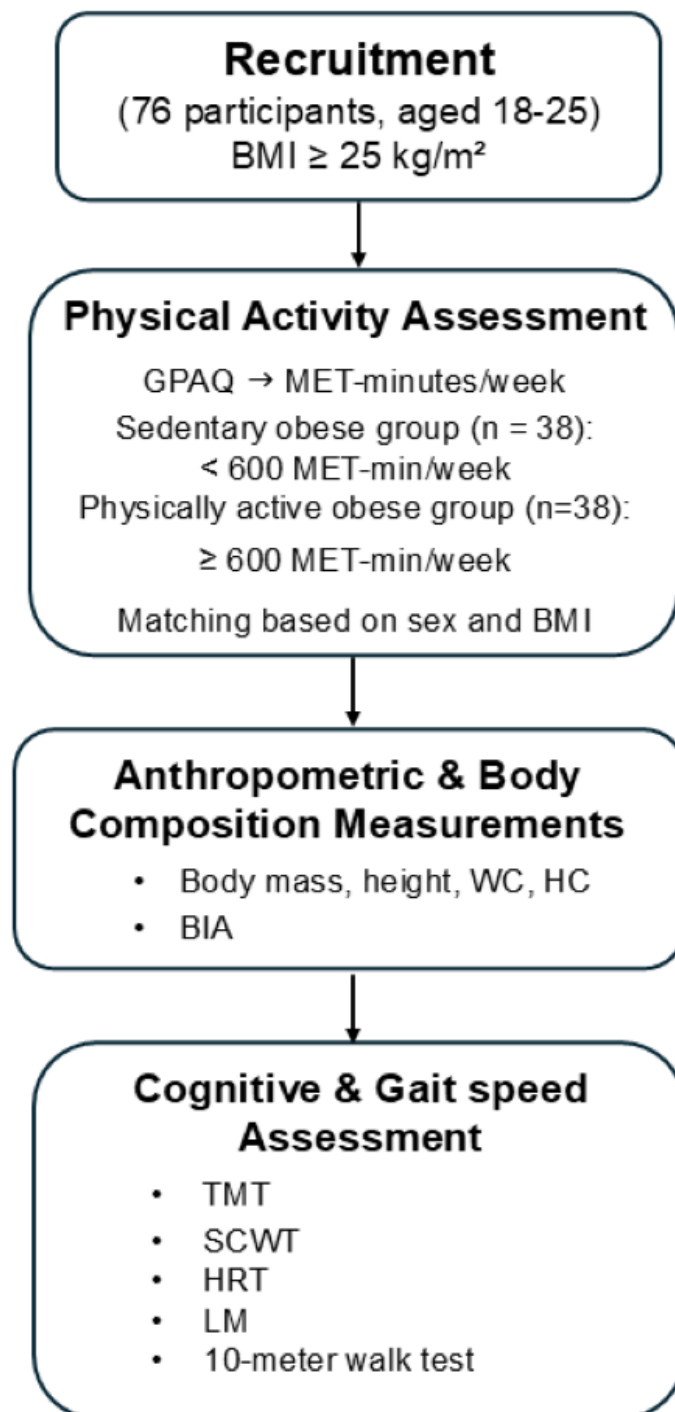 Recruitment
(76 participants, aged 18-25)
BMI ≥ 25 kg/m²
Physical Activity Assessment
GPAQ → MET-minutes/week
Sedentary obese group (n = 38):
< 600 MET-min/week
Physically active obese group (n=38):
≥ 600 MET-min/week
Matching based on sex and BMI
Anthropometric & Body
Composition Measurements
• Body mass, height, WC, HC
• BIA
Cognitive & Gait speed
Assessment
• TMT
• SCWT
• HRT
• LM
• 10-meter walk test